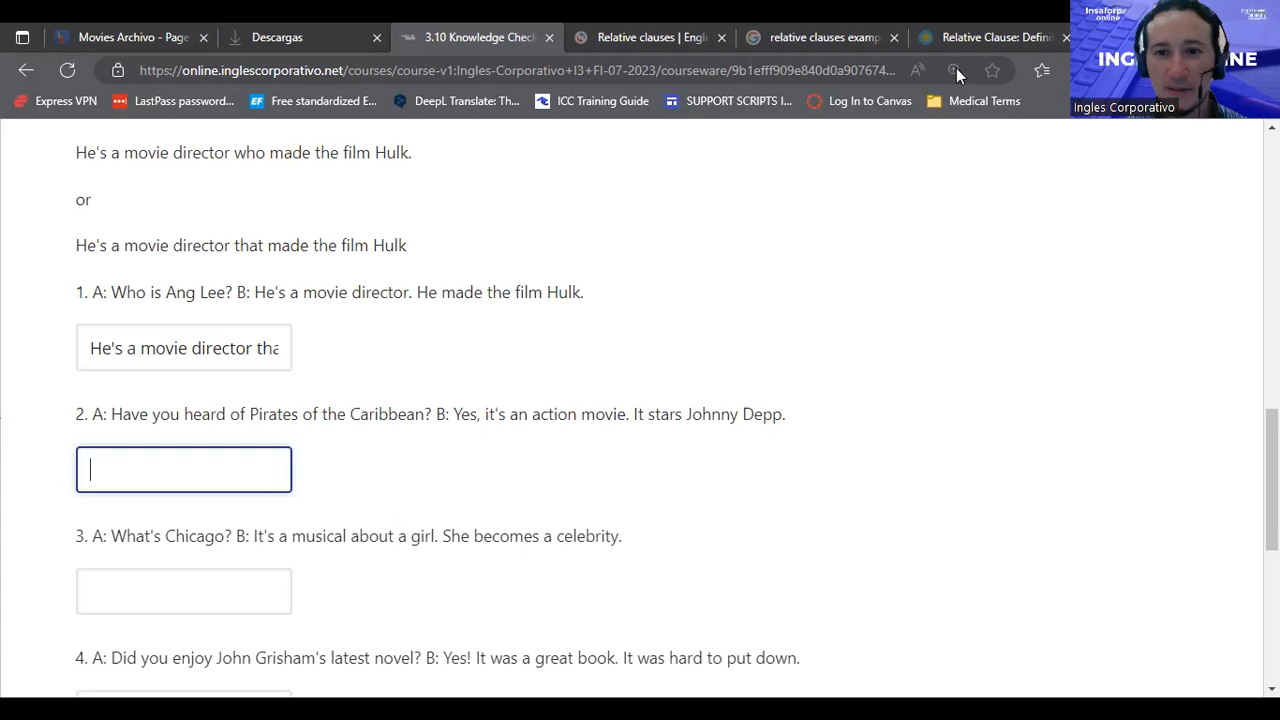 Movies Archivo - Page
Descargas
3.10 Knowledge Chec
Relative clauses | Engli
relative clauses examp
Relative Clause: Defini
https://online.inglescorporativo.net/courses/course-v1:Ingles-Corporativo+I3+FI-07-2023/courseware/9b1efff909e840d0a907674...
Express VPN
LastPass password...
Free standardized E...
DeepL Translate: Th...
ICC Training Guide
SUPPORT SCRIPTS I...
Log In to Canvas
Medical Terms
Insaforp
online
ING
NE
Ingles Corporativo
He's a movie director who made the film Hulk.
or
He's a movie director that made the film Hulk
1. A: Who is Ang Lee? B: He's a movie director. He made the film Hulk.
He's a movie director tha
2. A: Have you heard of Pirates of the Caribbean? B: Yes, it's an action movie. It stars Johnny Depp.
3. A: What's Chicago? B: It's a musical about a girl. She becomes a celebrity.
4. A: Did you enjoy John Grisham's latest novel? B: Yes! It was a great book. It was hard to put down.